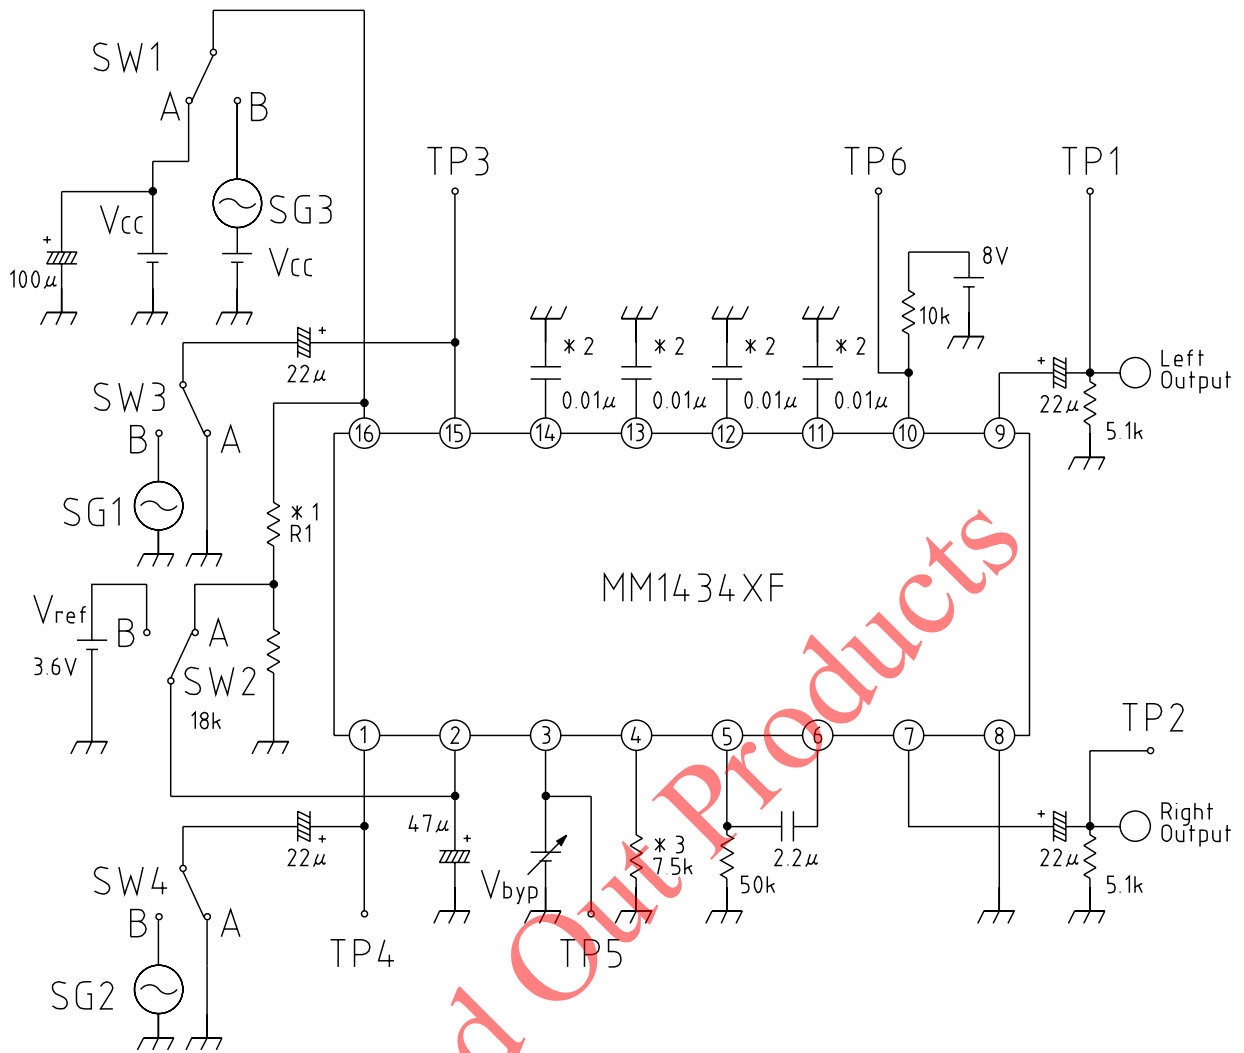 SW1
A
B
TP3
TP6
TP1
SG3
Vcc
Vcc
+
100μ
8V
10k
+
22μ
*2
*2
*2
*2
0.01μ
0.01μ
0.01μ
0.01μ
+
22μ
Left
Output
5.1k
SW3
B
A
SG1
16
15
14
13
12
11
10
9
*1
R1
MM1434XF
Vref
3.6V
B
A
SW2
18k
1
2
3
4
5
6
7
8
TP2
47μ
+
22μ
+
Vbyp
*3
7.5k
50k
2.2μ
+
22μ
Right
Output
5.1k
SW4
B
A
SG2
TP4
TP5
d Out Products